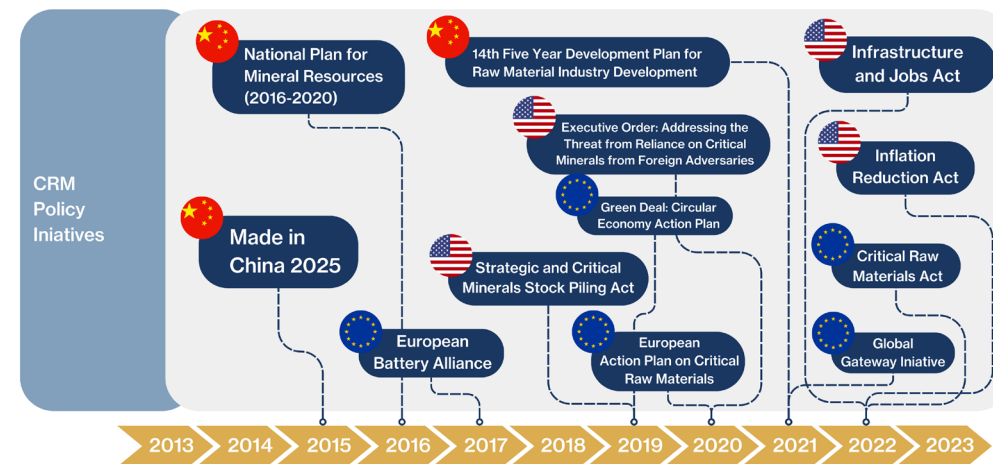 CRM
Policy
Iniatives
National Plan for
Mineral Resources
(2016-2020)
14th Five Year Development Plan for
Raw Material Industry Development
Infrastructure
and Jobs Act
Executive Order: Addressing the
Threat from Reliance on Critical
Minerals from Foreign Adversaries
Inflation
Reduction Act
Made in
China 2025
Green Deal: Circular
Economy Action Plan
Strategic and Critical
Minerals Stock Piling Act
Critical Raw
Materials Act
European
Battery Alliance
European
Action Plan on Critical
Raw Materials
Global
Gateway Iniative
2013
2014
2015
2016
2017
2018
2019
2020
2021
2022
2023